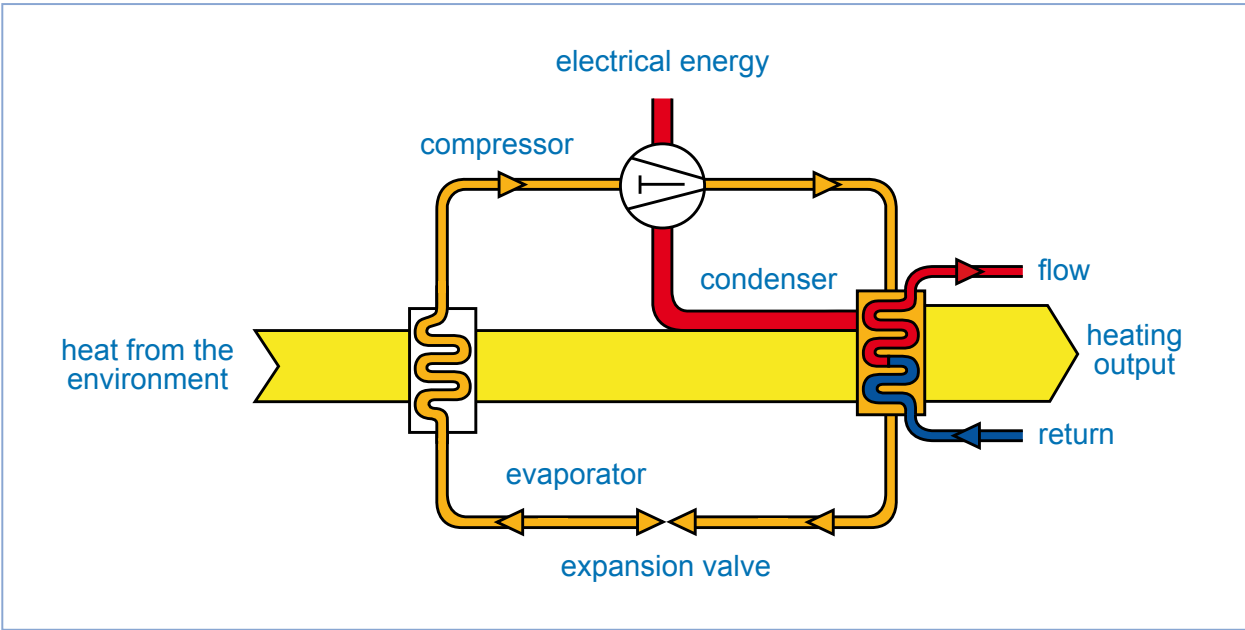 electrical energy
compressor
condenser
flow
heat from the
environment
heating
output
return
evaporator
expansion valve